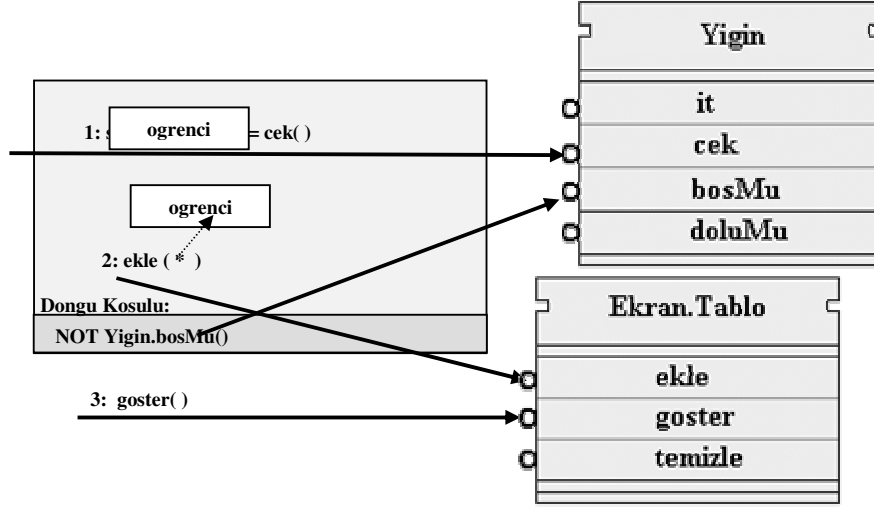 Yigin
it
cek
bosMu
doluMu
1: ogrenci = cek( )
ogrenci
2: ekle ( * )
Dongu Kosulu:
NOT Yigin.bosMu()
3: goster( )
Ekran.Tablo
ekle
goster
temizle